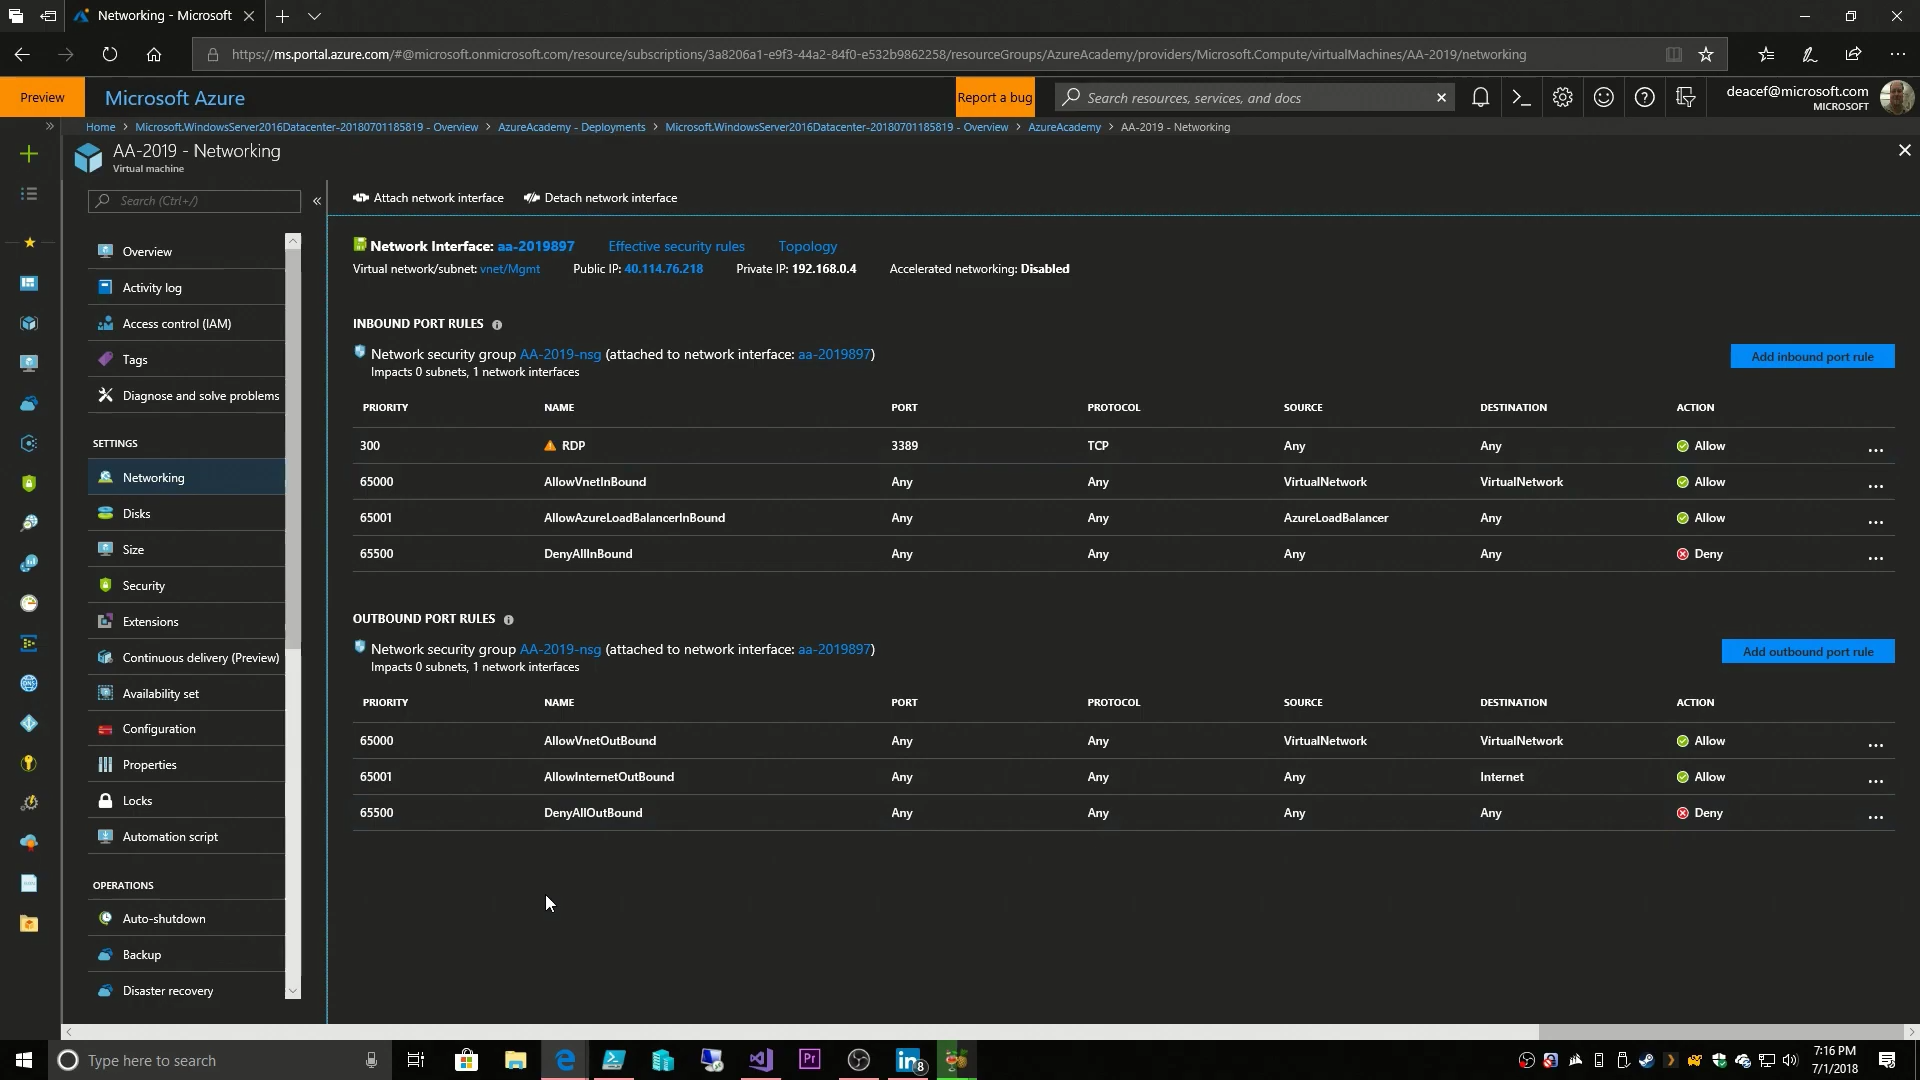 Networking - Microsoft
https://ms.portal.azure.com/#@microsoft.onmicrosoft.com/resource/subscriptions/3a8206a1-e9f3-44a2-84f0-e532b9862258/resourceGroups/AzureAcademy/providers/Microsoft.Compute/virtualMachines/AA-2019/networking
Preview Microsoft Azure Report a bug Search resources, services, and docs deacef@microsoft.com
MICROSOFT
Home > Microsoft.WindowsServer2016Datacenter-20180701185819 - Overview > AzureAcademy - Deployments > Microsoft.WindowsServer2016Datacenter-20180701185819 - Overview > AzureAcademy > AA-2019 - Networking
AA-2019 - Networking
Virtual machine
Search (Ctrl+/)
Overview
Activity log
Access control (IAM)
Tags
Diagnose and solve problems
SETTINGS
Networking
Disks
Size
Security
Extensions
Continuous delivery (Preview)
Availability set
Configuration
Properties
Locks
Automation script
OPERATIONS
Auto-shutdown
Backup
Disaster recovery
Attach network interface Detach network interface
Network Interface: aa-2019897 Effective security rules Topology
Virtual network/subnet: vnet/Mgmt Public IP: 40.114.76.218 Private IP: 192.168.0.4 Accelerated networking: Disabled
INBOUND PORT RULES
Network security group AA-2019-nsg (attached to network interface: aa-2019897)
Impacts 0 subnets, 1 network interfaces
Add inbound port rule
PRIORITY NAME PORT PROTOCOL SOURCE DESTINATION ACTION
300 RDP 3389 TCP Any Any Allow ...
65000 AllowVnetInBound Any Any VirtualNetwork VirtualNetwork Allow ...
65001 AllowAzureLoadBalancerInBound Any Any AzureLoadBalancer Any Allow ...
65500 DenyAllInBound Any Any Any Any Deny ...
OUTBOUND PORT RULES
Network security group AA-2019-nsg (attached to network interface: aa-2019897)
Impacts 0 subnets, 1 network interfaces
Add outbound port rule
PRIORITY NAME PORT PROTOCOL SOURCE DESTINATION ACTION
65000 AllowVnetOutBound Any Any VirtualNetwork VirtualNetwork Allow ...
65001 AllowInternetOutBound Any Any Any Internet Allow ...
65500 DenyAllOutBound Any Any Any Any Deny ...
Type here to search
Pr
in 8
7:16 PM
7/1/2018